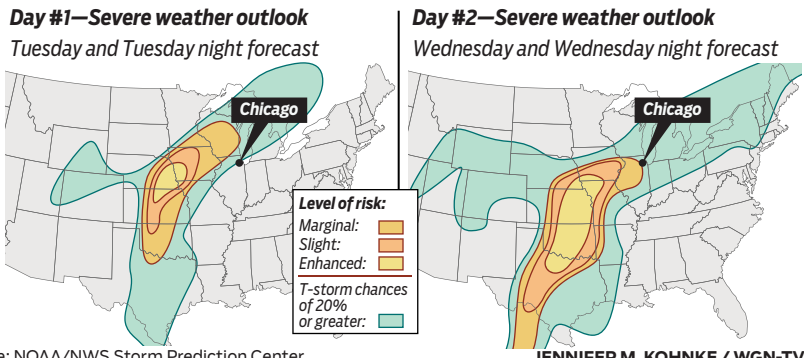 Day #1—Severe weather outlook
Tuesday and Tuesday night forecast
Chicago
Day #2—Severe weather outlook
Wednesday and Wednesday night forecast
Chicago
Level of risk:
Marginal:
Slight:
Enhanced:
T-storm chances
of 20%
or greater:
NOAA/NWS Storm Prediction Center
JENNIFER M. KOHNKE / WGN-TV